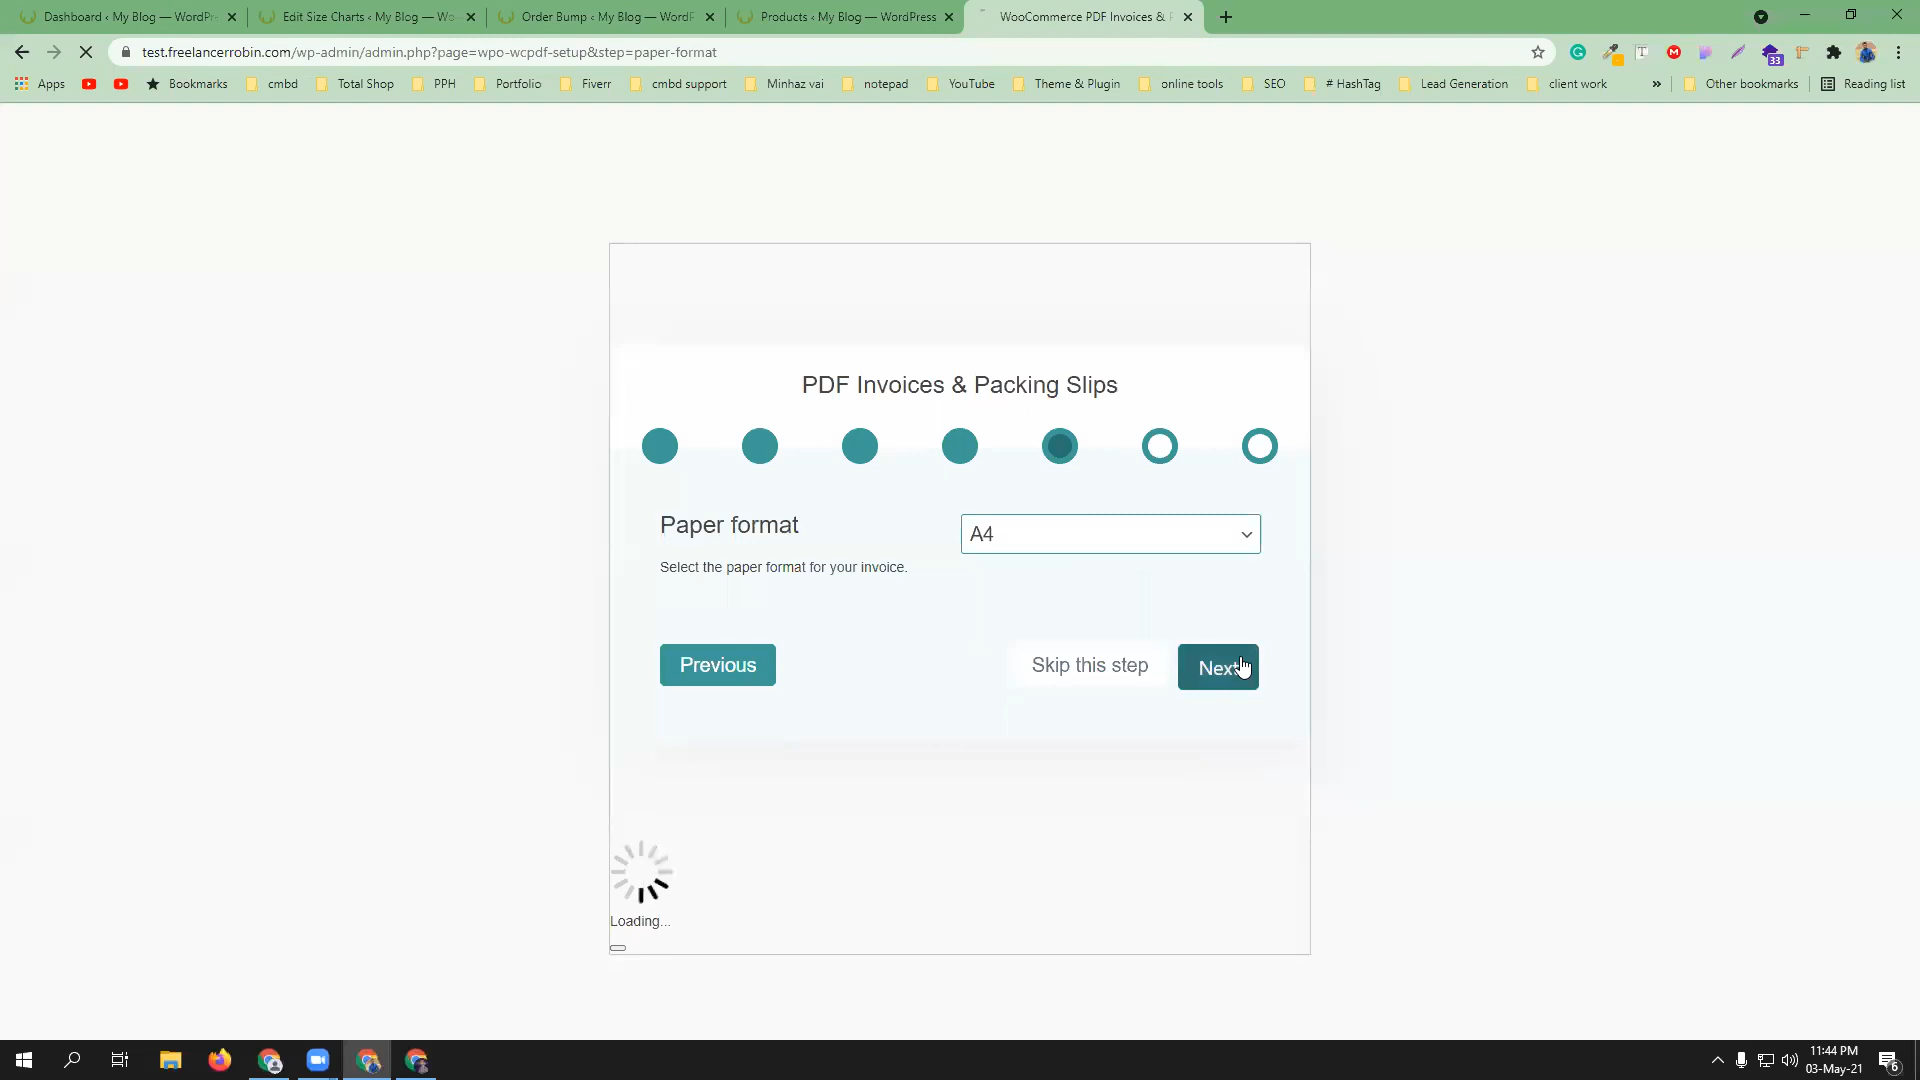 Dashboard ‹ My Blog — WordPr
Edit Size Charts ‹ My Blog — Wo
Order Bump ‹ My Blog — WordP
Products ‹ My Blog — WordPress
WooCommerce PDF Invoices & P
test.freelancerrobin.com/wp-admin/admin.php?page=wpo-wcpdf-setup&step=paper-format
33
Apps
Bookmarks
cmbd
Total Shop
PPH
Portfolio
Fiverr
cmbd support
Minhaz vai
notepad
YouTube
Theme & Plugin
online tools
SEO
# HashTag
Lead Generation
client work
»
Other bookmarks
Reading list
PDF Invoices & Packing Slips
Paper format
A4
Select the paper format for your invoice.
Previous
Skip this step
Next
Loading...
11:44 PM
03-May-21
6